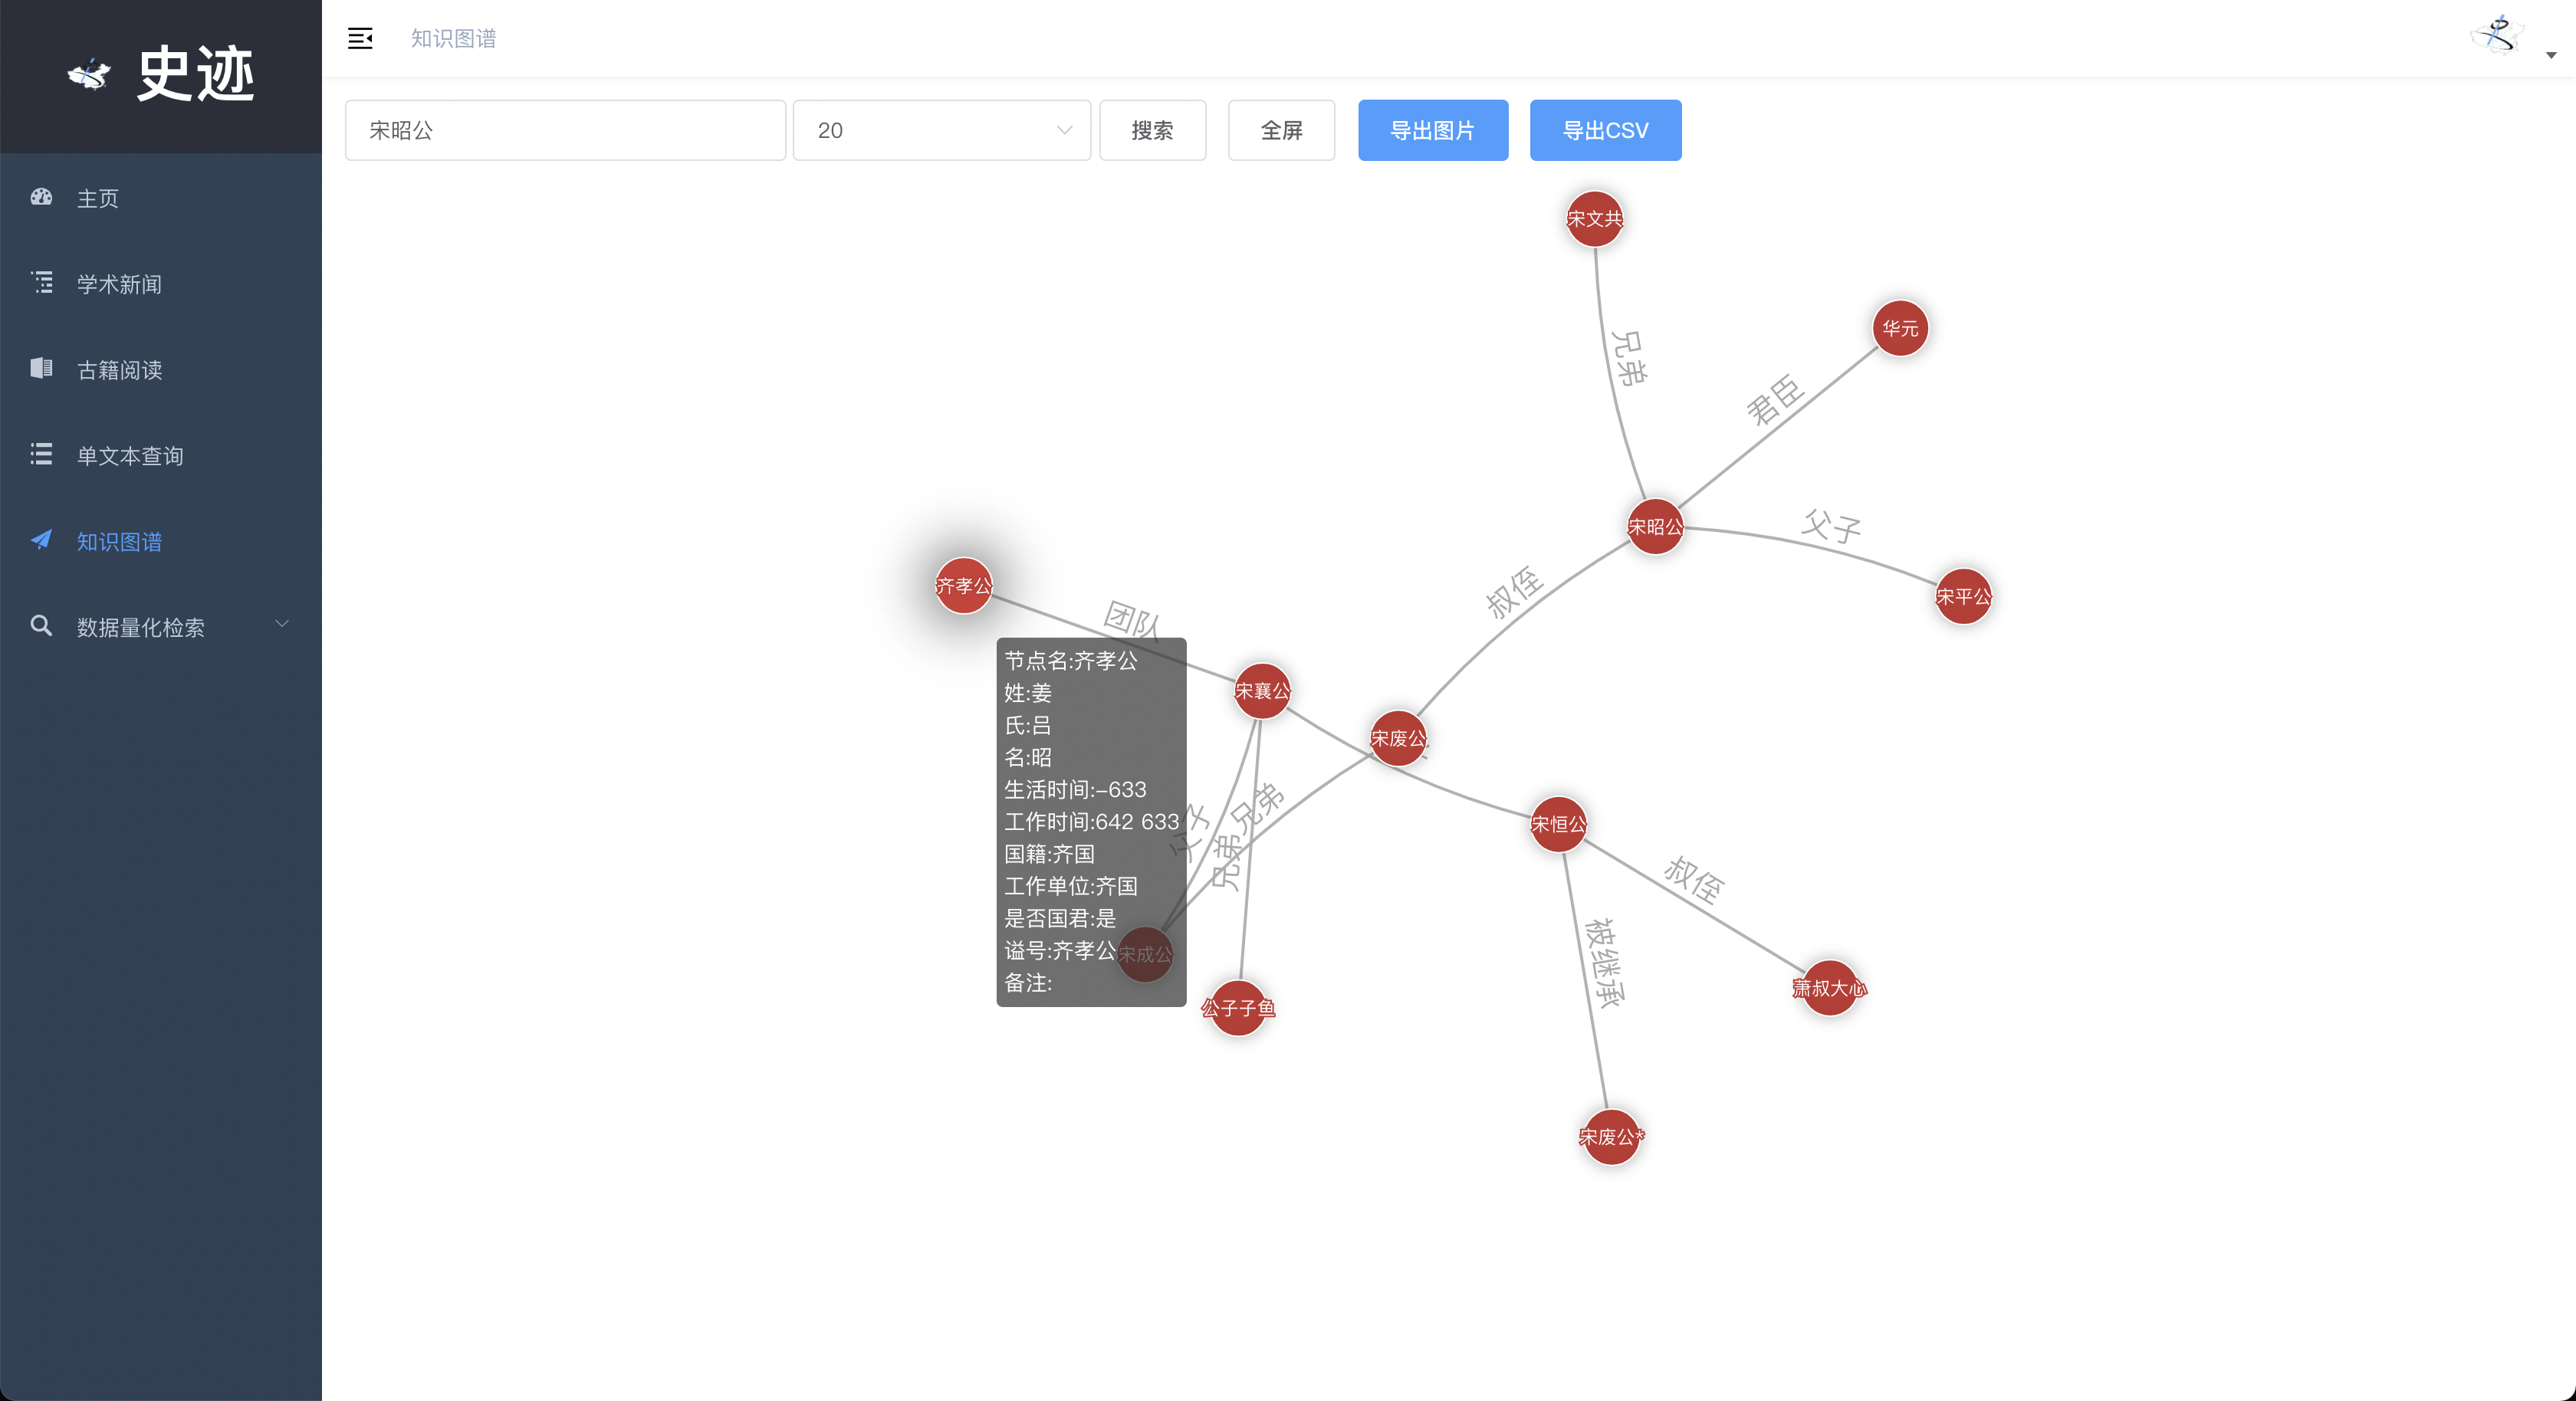 史迹
知识图谱
宋昭公
20
搜索
全屏
导出图片
导出CSV
主页
学术新闻
古籍阅读
单文本查询
知识图谱
数据量化检索
宋文共
华元
兄弟
君臣
宋昭公
父子
宋平公
叔侄
齐孝公
团队
宋襄公
宋废公
节点名:齐孝公
姓:姜
氏:吕
名:昭
生活时间:-633
工作时间:642 633
国籍:齐国
工作单位:齐国
是否国君:是
谥号:齐孝公
备注:
父子
兄弟
兄弟
宋成公
公子子鱼
宋恒公
叔侄
被继承
萧叔大心
宋废公*